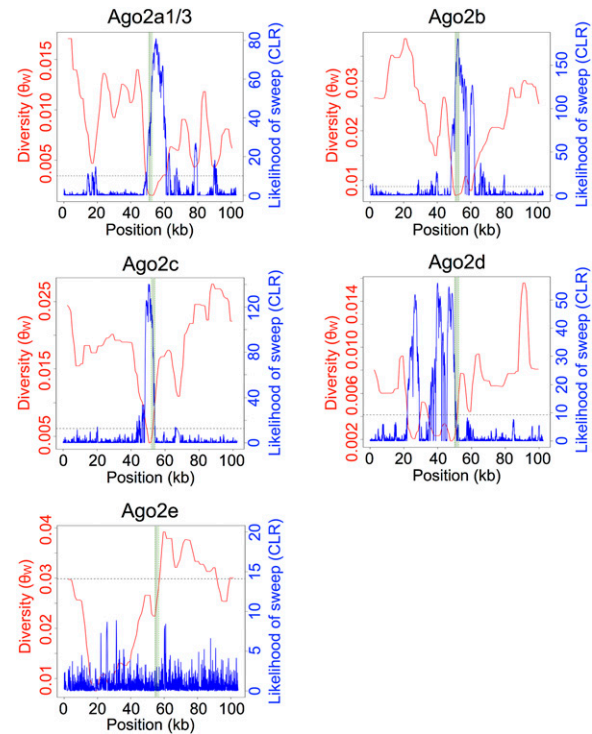 Ago2a1/3
Diversity (θW)
0.005 0.010 0.015
0 20 40 60 80 100
Position (kb)
0 20 40 60 80
Likelihood of sweep (CLR)
Ago2b
Diversity (θW)
0.01 0.02 0.03
0 20 40 60 80 100
Position (kb)
0 50 100 150
Likelihood of sweep (CLR)
Ago2c
Diversity (θW)
0.005 0.015 0.025
0 20 40 60 80 100
Position (kb)
0 40 80 120
Likelihood of sweep (CLR)
Ago2d
Diversity (θW)
0.002 0.006 0.014
0 20 40 60 80 100
Position (kb)
0 10 20 30 40 50
Likelihood of sweep (CLR)
Ago2e
Diversity (θW)
0.01 0.02 0.03 0.04
0 20 40 60 80 100
Position (kb)
0 5 10 15 20
Likelihood of sweep (CLR)